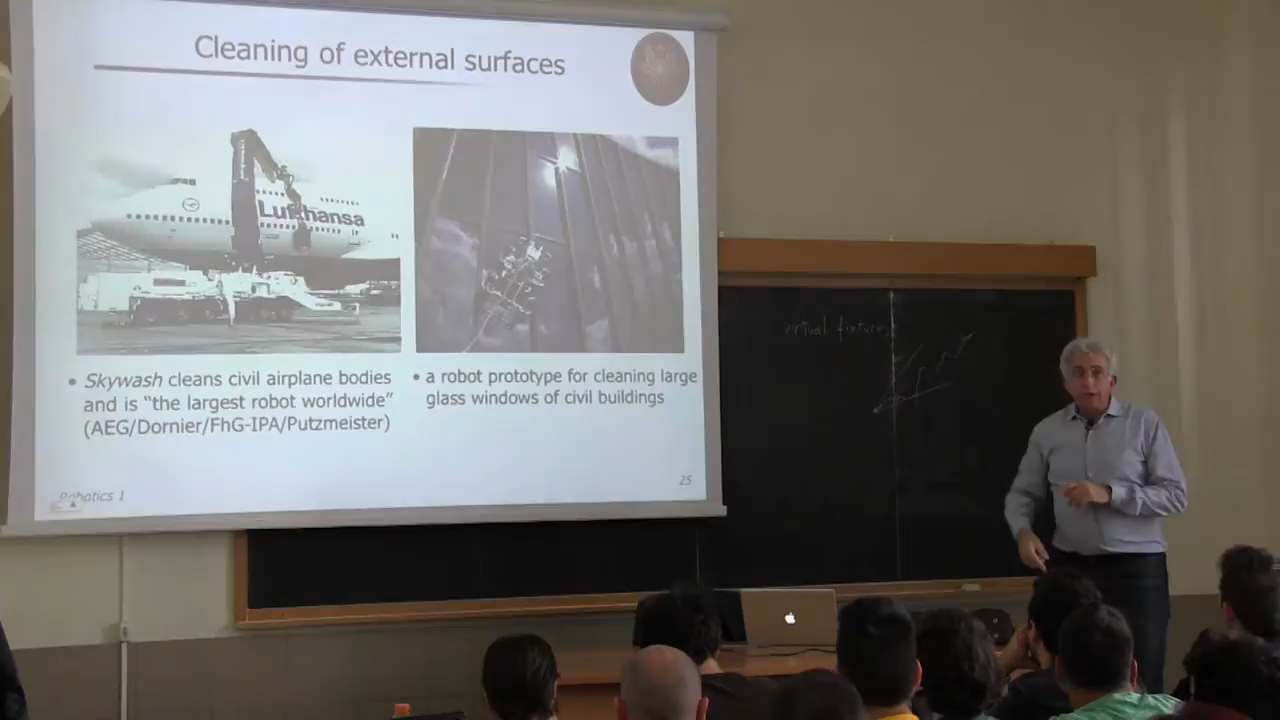 Cleaning of external surfaces
Lufthansa
• Skywash cleans civil airplane bodies
and is “the largest robot worldwide”
(AEG/Dornier/FhG-IPA/Putzmeister)
• a robot prototype for cleaning large
glass windows of civil buildings
Robotics 1
25
virtual fixtures